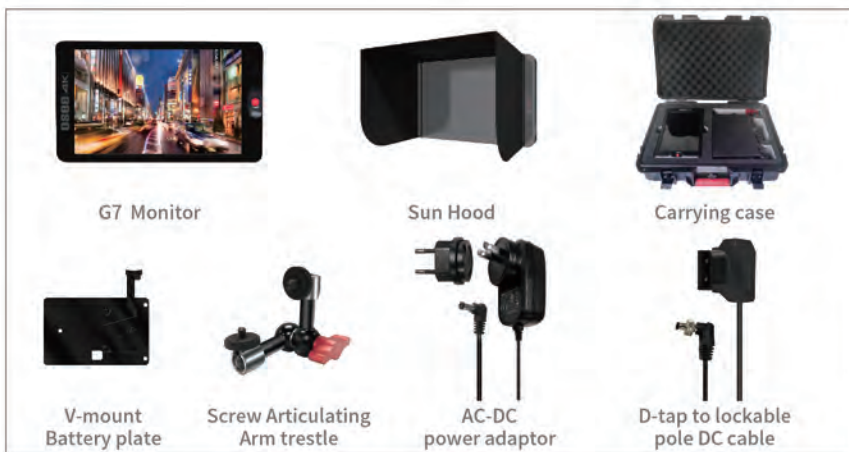 G7 Monitor
Sun Hood
Carrying case
V-mount
Battery plate
Screw Articulating
Arm trestle
AC-DC
power adaptor
D-tap to lockable
pole DC cable